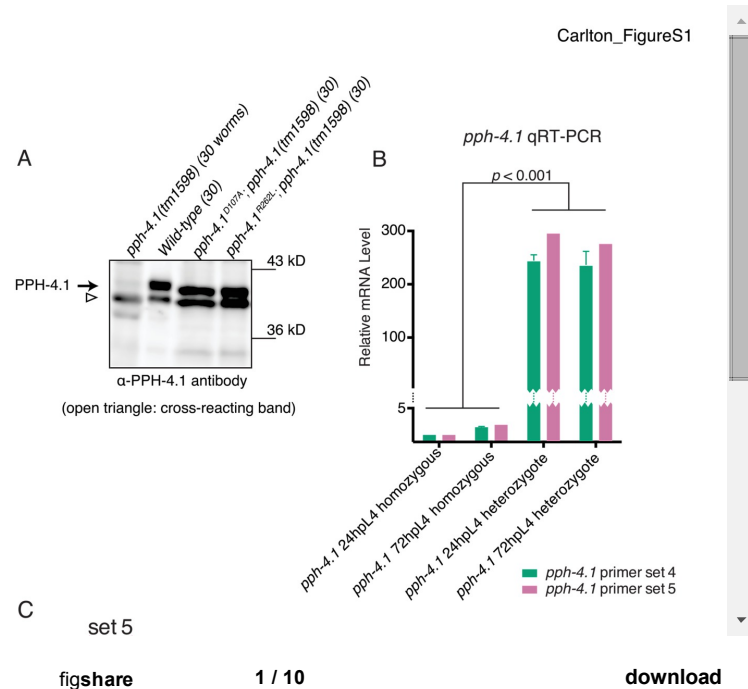 Carlton_FigureS1
A
pph-4.1(tm1598) (30 worms)
Wild-type (30)
pph-4.1D107A; pph-4.1(tm1598) (30)
pph-4.1R262L; pph-4.1(tm1598) (30)
43 kD
PPH-4.1
36 kD
α-PPH-4.1 antibody
(open triangle: cross-reacting band)
B
pph-4.1 qRT-PCR
p < 0.001
Relative mRNA Level
300
200
100
5
pph-4.1 24hpL4 homozygous
pph-4.1 72hpL4 homozygous
pph-4.1 24hpL4 heterozygote
pph-4.1 72hpL4 heterozygote
pph-4.1 primer set 4
pph-4.1 primer set 5
C
set 5
figshare
1 / 10
download